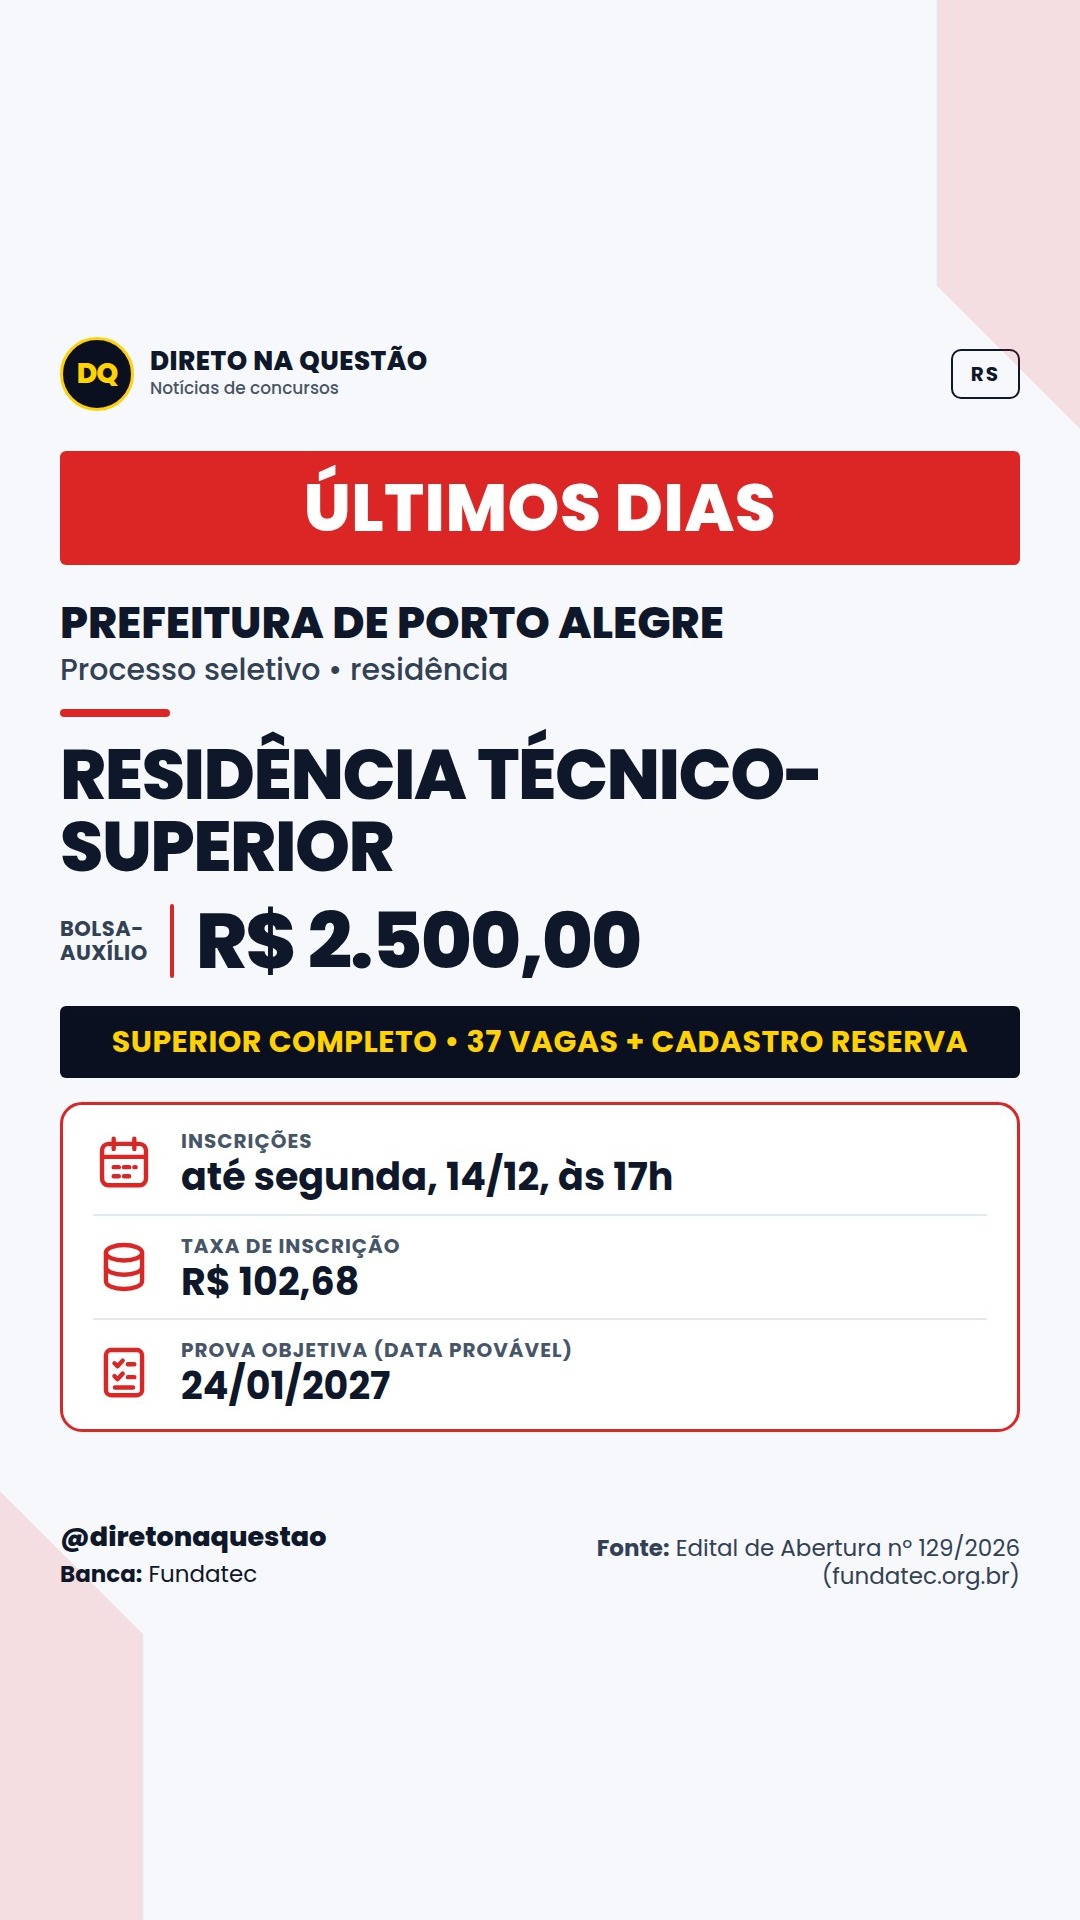 DQ
DIRETO NA QUESTÃO
Notícias de concursos
RS
ÚLTIMOS DIAS
PREFEITURA DE PORTO ALEGRE
Processo seletivo • residência
RESIDÊNCIA TÉCNICO-
SUPERIOR
BOLSA-
AUXÍLIO
R$ 2.500,00
SUPERIOR COMPLETO • 37 VAGAS + CADASTRO RESERVA
INSCRIÇÕES
até segunda, 14/12, às 17h
TAXA DE INSCRIÇÃO
R$ 102,68
PROVA OBJETIVA (DATA PROVÁVEL)
24/01/2027
@diretonaquestao
Banca: Fundatec
Fonte: Edital de Abertura nº 129/2026
(fundatec.org.br)